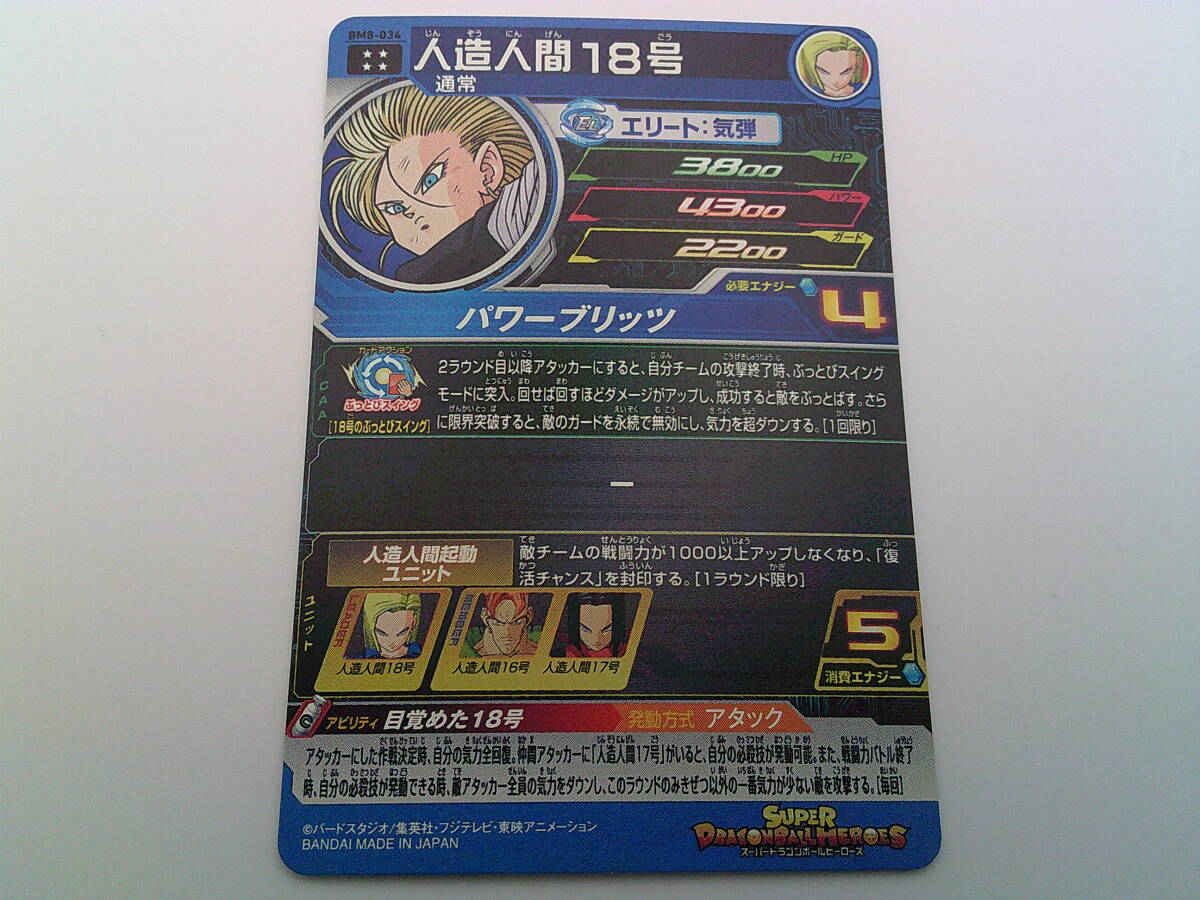 BM8-034
人造人間18号
通常
エリート:気弾
3800
HP
4300
パワー
2200
ガード
必要エナジー
4
パワーブリッツ
カードアクション
ぶっとびスイング
[18号のぶっとびスイング]
CAA
2ラウンド目以降アタッカーにすると、自分チームの攻撃終了時、ぶっとびスイング
モードに突入。回せば回すほどダメージがアップし、成功すると敵をぶっとばす。さら
に限界突破すると、敵のガードを永続で無効にし、気力を超ダウンする。[1回限り]
ー
ユニット
人造人間起動
ユニット
敵チームの戦闘力が1000以上アップしなくなり、「復
活チャンス」を封印する。[1ラウンド限り]
LEADER
人造人間18号
MEMBER
人造人間16号
人造人間17号
5
消費エナジー
アビリティ 目覚めた18号
発動方式 アタック
アタッカーにした作戦決定時、自分の気力全回復。仲間アタッカーに「人造人間17号」がいると、自分の必殺技が発動可能。また、戦闘力バトル終了
時、自分の必殺技が発動できる時、敵アタッカー全員の気力をダウンし、このラウンドのみきぜつ以外の一番気力が少ない敵を攻撃する。[毎回]
©バードスタジオ/集英社・フジテレビ・東映アニメーション
BANDAI MADE IN JAPAN
SUPER
DRAGONBALL HEROES
スーパードラゴンボールヒーローズ